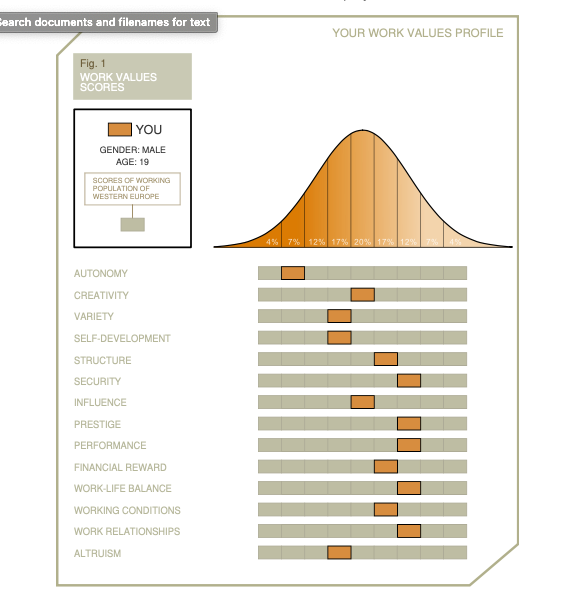 Search documents and filenames for text
YOUR WORK VALUES PROFILE
Fig. 1
WORK VALUES
SCORES
YOU
GENDER: MALE
AGE: 19
SCORES OF WORKING
POPULATION OF
WESTERN EUROPE
4% 7% 12% 17% 20% 17% 12% 7% 4%
AUTONOMY
CREATIVITY
VARIETY
SELF-DEVELOPMENT
STRUCTURE
SECURITY
INFLUENCE
PRESTIGE
PERFORMANCE
FINANCIAL REWARD
WORK-LIFE BALANCE
WORKING CONDITIONS
WORK RELATIONSHIPS
ALTRUISM